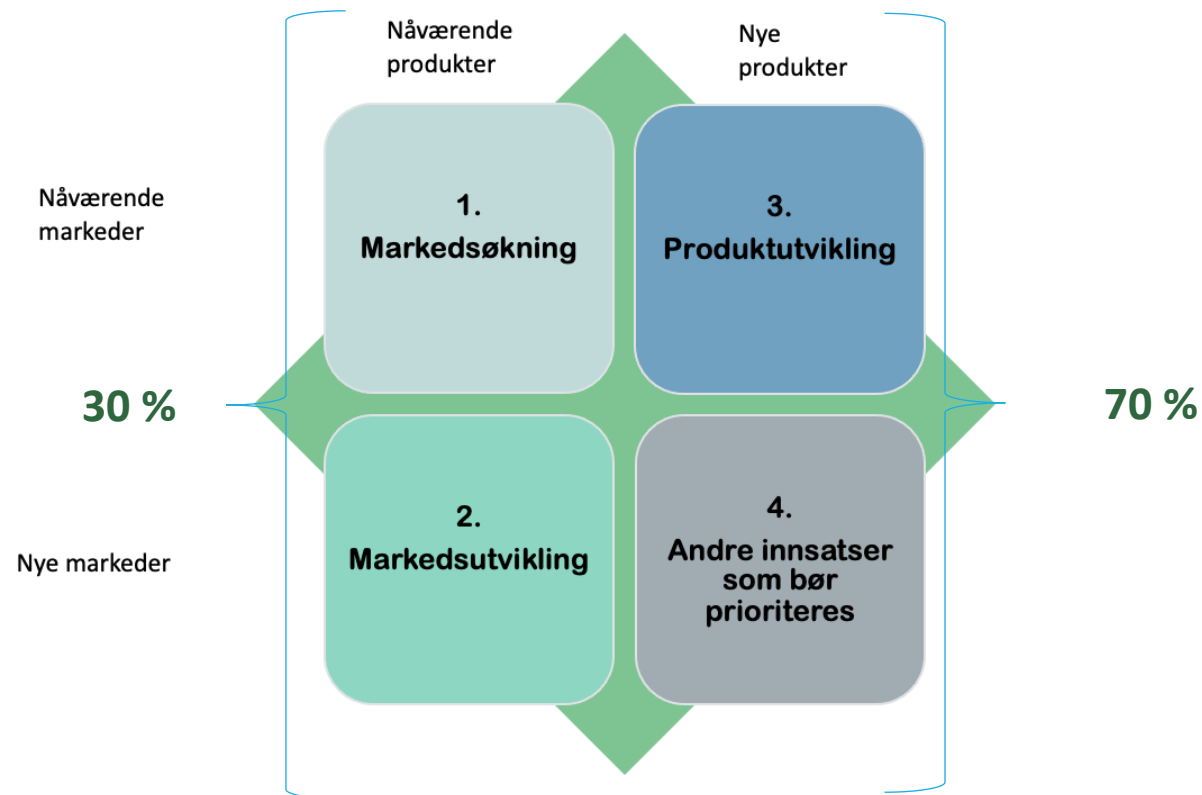 Nåværende
produkter
Nye
produkter
Nåværende
markeder
1.
Markedsøkning
3.
Produktutvikling
30 %
70 %
Nye markeder
2.
Markedsutvikling
4.
Andre innsatser
som bør
prioriteres